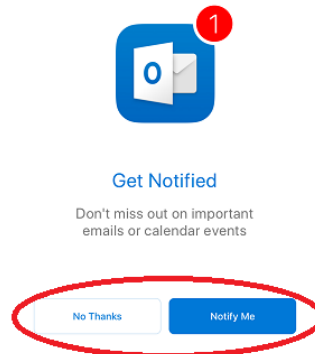 1
O
Get Notified
Don't miss out on important
emails or calendar events
No Thanks
Notify Me